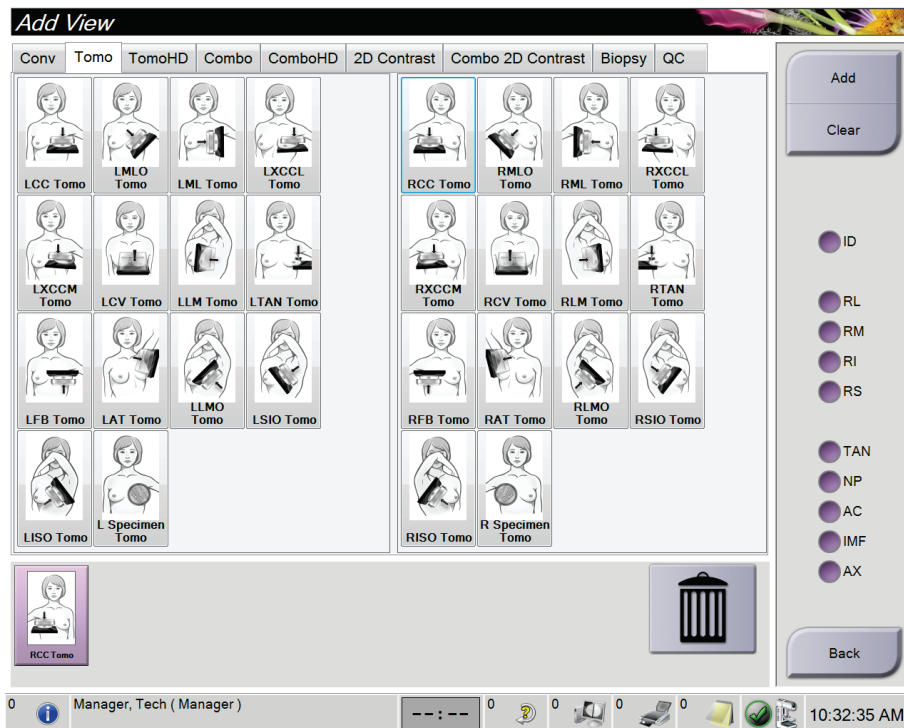 Add View
Conv Tomo TomoHD Combo ComboHD 2D Contrast Combo 2D Contrast Biopsy QC
LCC Tomo
LMLO
Tomo
LML Tomo
LXCCL
Tomo
RCC Tomo
RMLO
Tomo
RML Tomo
RXCCL
Tomo
LXCCM
Tomo
LCV Tomo
LLM Tomo
LTAN Tomo
RXCCM
Tomo
RCV Tomo
RLM Tomo
RTAN
Tomo
LFB Tomo
LAT Tomo
LLMO
Tomo
LSIO Tomo
RFB Tomo
RAT Tomo
RLMO
Tomo
RSIO Tomo
LISO Tomo
L Specimen
Tomo
RISO Tomo
R Specimen
Tomo
RCC Tomo
Add
Clear
ID
RL
RM
RI
RS
TAN
NP
AC
IMF
AX
Back
0 i Manager, Tech ( Manager ) --:-- 0 ? 0 0 0 10:32:35 AM